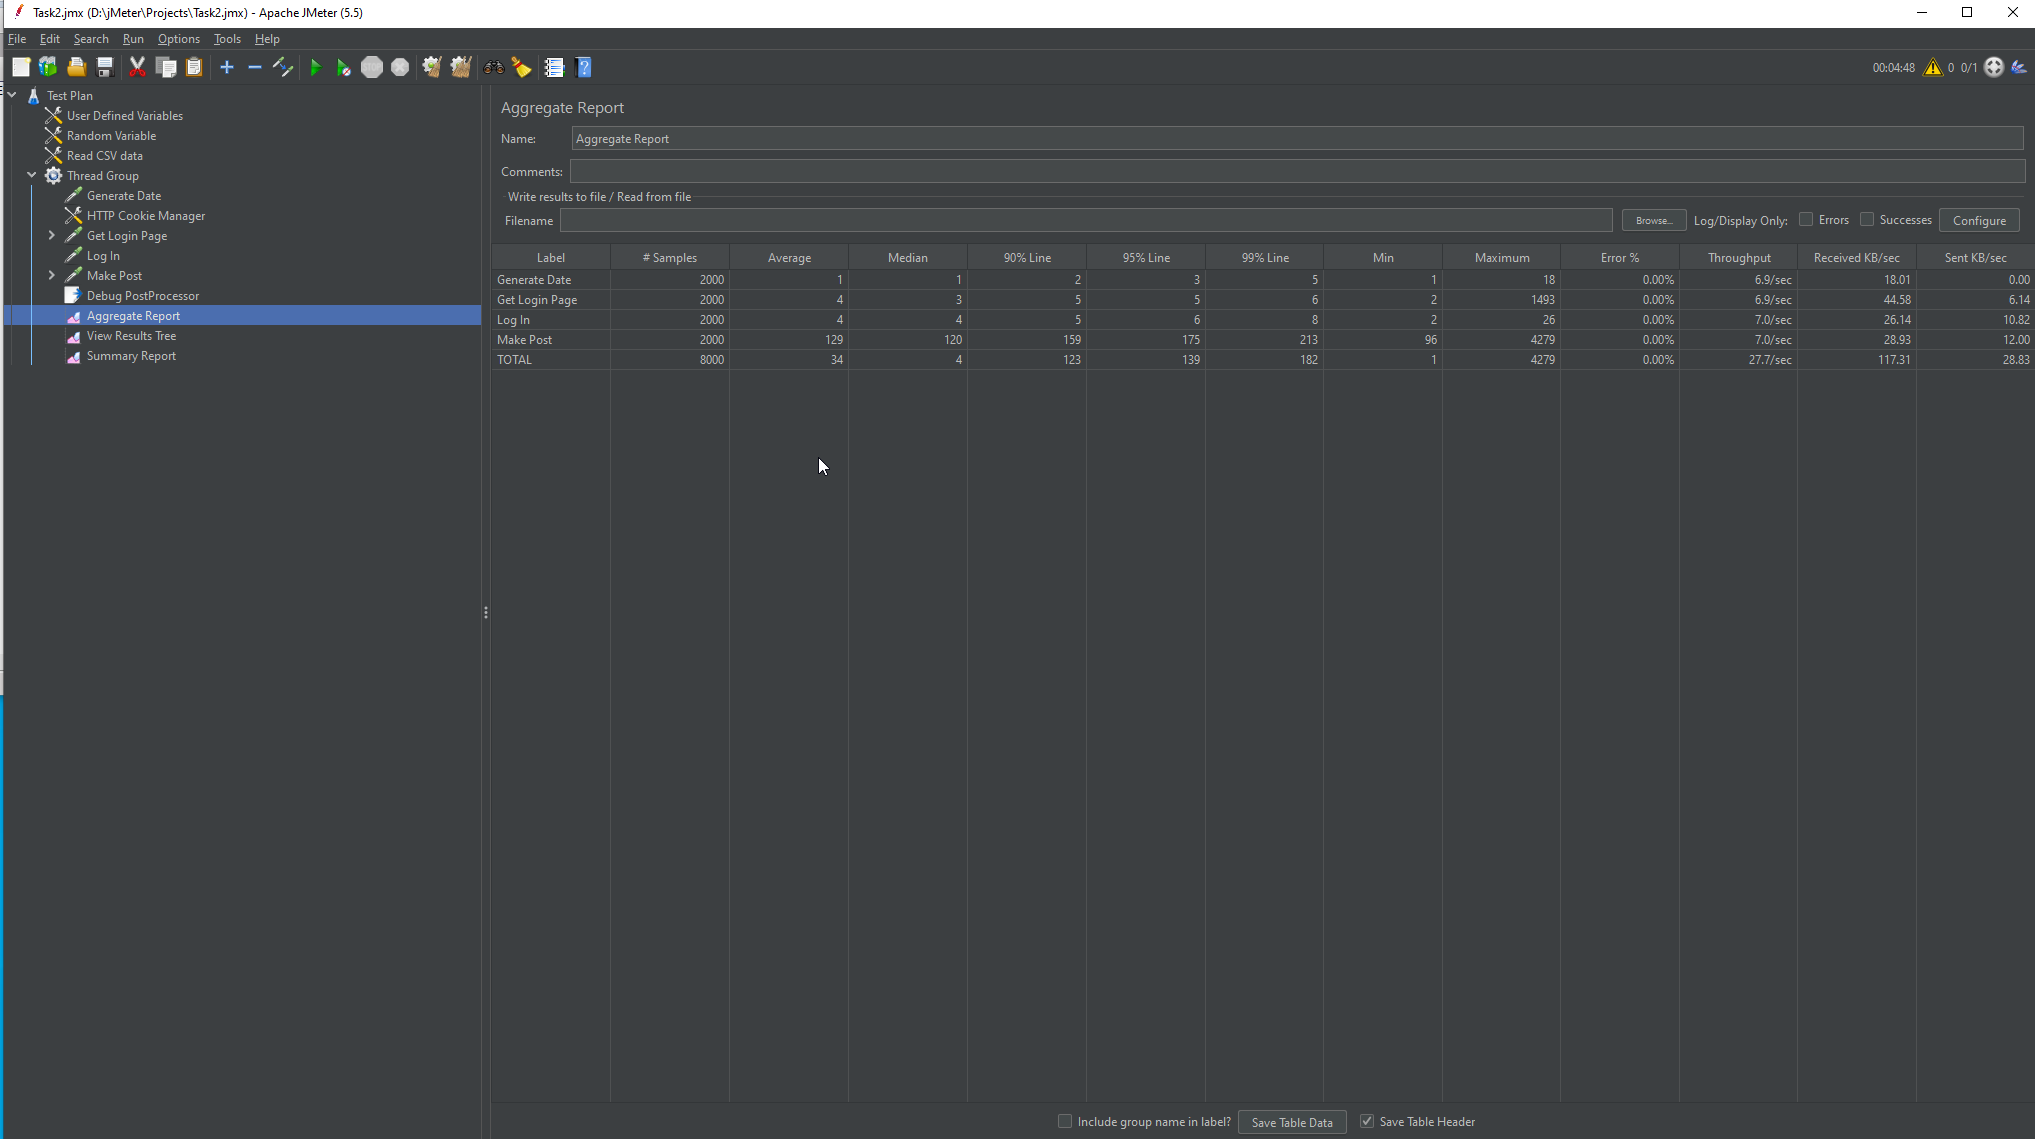 Task2.jmx (D:\jMeter\Projects\Task2.jmx) - Apache JMeter (5.5)
File Edit Search Run Options Tools Help
STOP 00:04:48 0 0/1
Test Plan
User Defined Variables
Random Variable
Read CSV data
Thread Group
Generate Date
HTTP Cookie Manager
Get Login Page
Log In
Make Post
Debug PostProcessor
Aggregate Report
View Results Tree
Summary Report
Aggregate Report
Name: Aggregate Report
Comments:
Write results to file / Read from file
Filename Browse... Log/Display Only: Errors Successes Configure
Label # Samples Average Median 90% Line 95% Line 99% Line Min Maximum Error % Throughput Received KB/sec Sent KB/sec
Generate Date 2000 1 1 2 3 5 1 18 0.00% 6.9/sec 18.01 0.00
Get Login Page 2000 4 3 5 5 6 2 1493 0.00% 6.9/sec 44.58 6.14
Log In 2000 4 4 5 6 8 2 26 0.00% 7.0/sec 26.14 10.82
Make Post 2000 129 120 159 175 213 96 4279 0.00% 7.0/sec 28.93 12.00
TOTAL 8000 34 4 123 139 182 1 4279 0.00% 27.7/sec 117.31 28.83
Include group name in label? Save Table Data Save Table Header